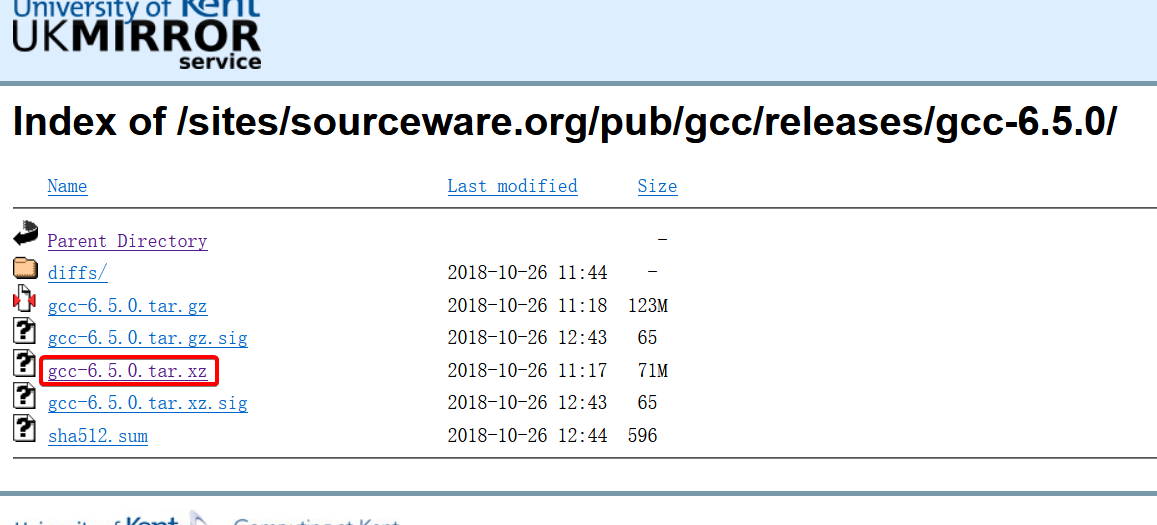 University of Kent
UKMIRROR
service
Index of /sites/sourceware.org/pub/gcc/releases/gcc-6.5.0/
Name Last modified Size
Parent Directory -
diffs/ 2018-10-26 11:44 -
gcc-6.5.0.tar.gz 2018-10-26 11:18 123M
gcc-6.5.0.tar.gz.sig 2018-10-26 12:43 65
gcc-6.5.0.tar.xz 2018-10-26 11:17 71M
gcc-6.5.0.tar.xz.sig 2018-10-26 12:43 65
sha512.sum 2018-10-26 12:44 596
University of Kent Computing at Kent